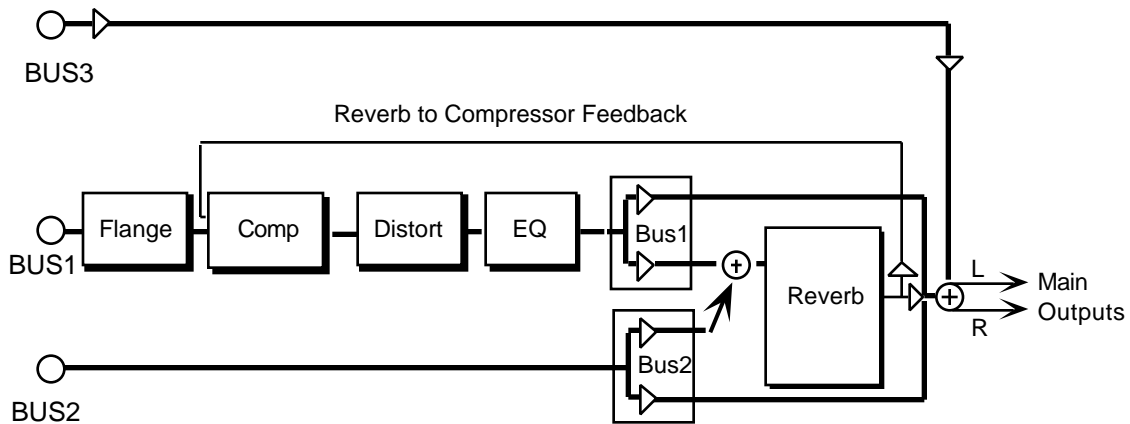 BUS3
Reverb to Compressor Feedback
Flange
Comp
Distort
EQ
Bus1
BUS1
Reverb
L
Main
Outputs
R
Bus2
BUS2